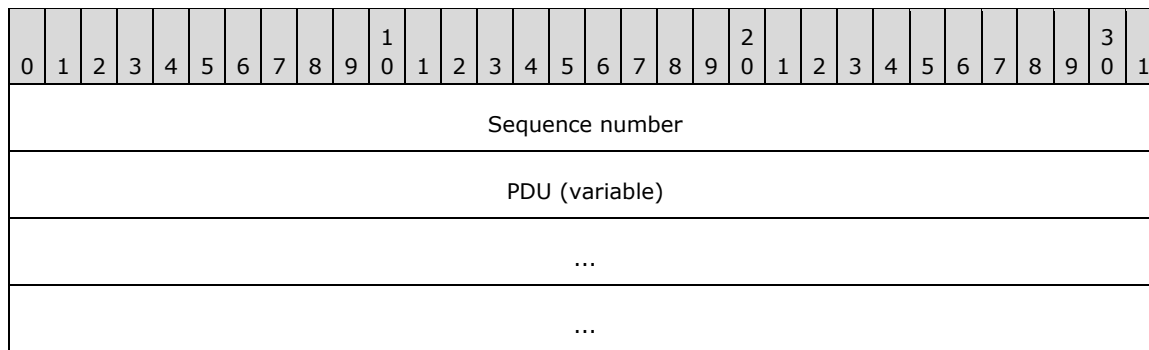 1 2 3
0 1 2 3 4 5 6 7 8 9 0 1 2 3 4 5 6 7 8 9 0 1 2 3 4 5 6 7 8 9 0 1
Sequence number
PDU (variable)
...
...